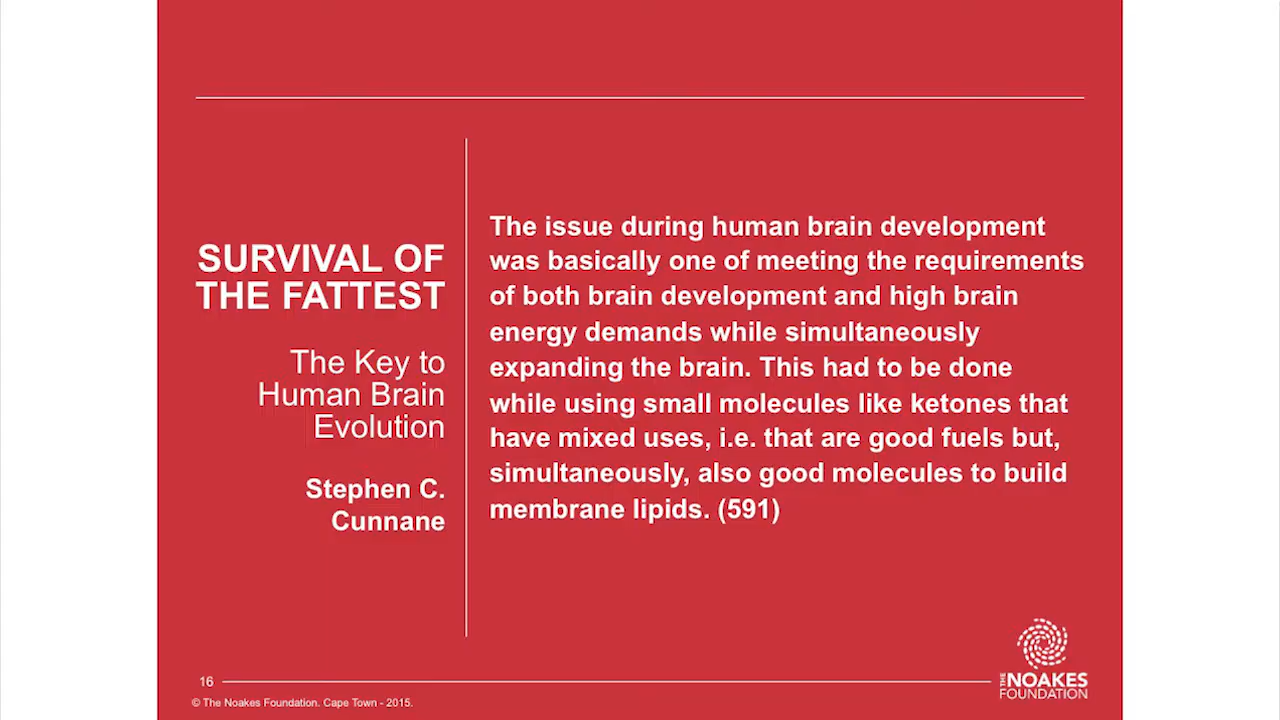 SURVIVAL OF
THE FATTEST
The Key to
Human Brain
Evolution
Stephen C.
Cunnane
The issue during human brain development
was basically one of meeting the requirements
of both brain development and high brain
energy demands while simultaneously
expanding the brain. This had to be done
while using small molecules like ketones that
have mixed uses, i.e. that are good fuels but,
simultaneously, also good molecules to build
membrane lipids. (591)
16
© The Noakes Foundation. Cape Town - 2015.
THE NOAKES
FOUNDATION